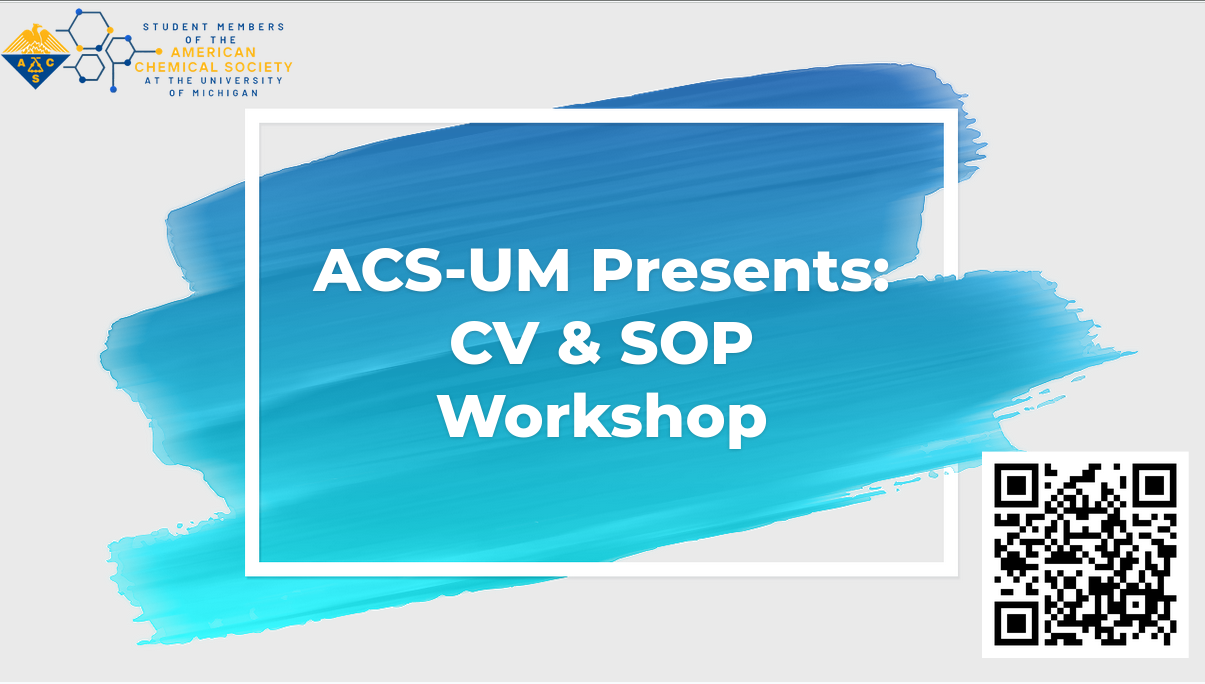 STUDENT MEMBERS
OF THE
AMERICAN
CHEMICAL SOCIETY
AT THE UNIVERSITY
OF MICHIGAN
A C
S
ACS-UM Presents:
CV & SOP
Workshop